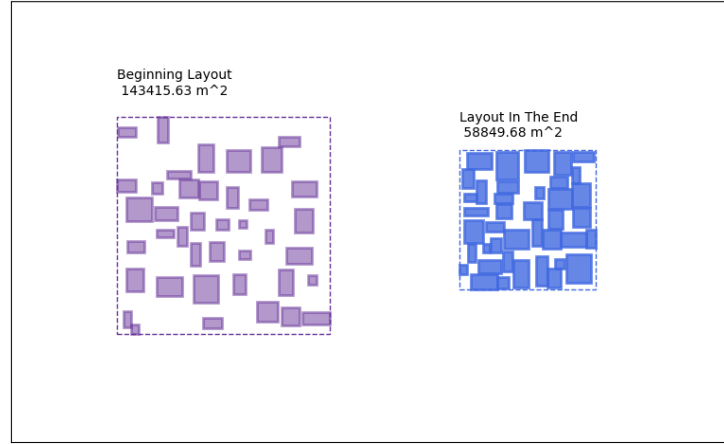 Beginning Layout
143415.63 m^2
Layout In The End
58849.68 m^2